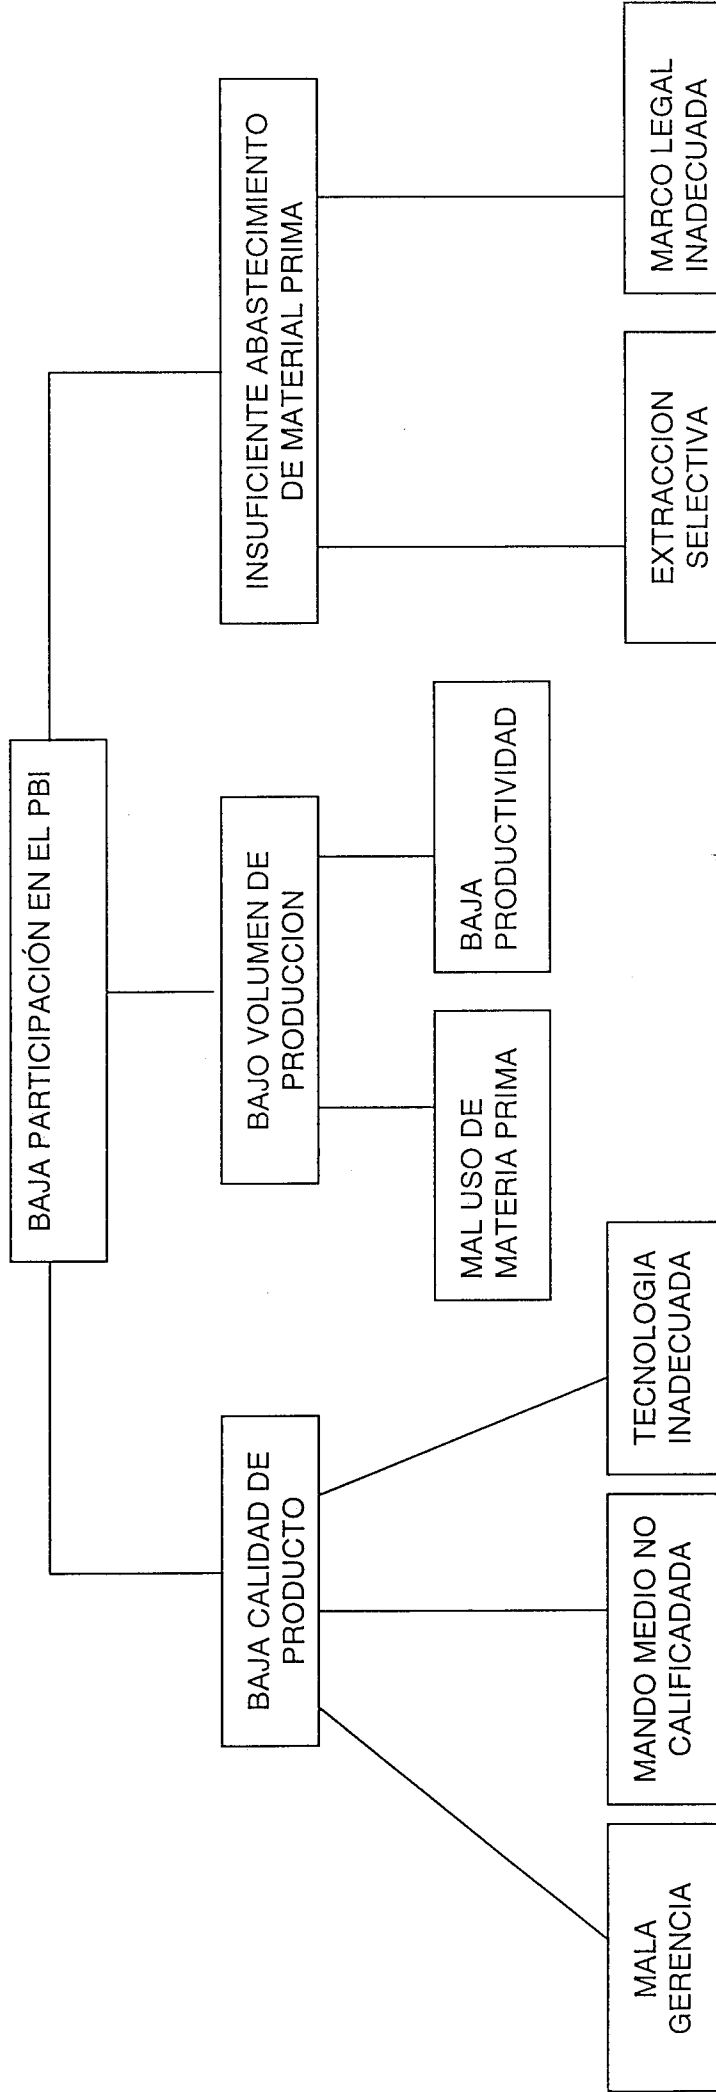 BAJA PARTICIPACIÓN EN EL PBI
BAJA CALIDAD DE
PRODUCTO
BAJO VOLUMEN DE
PRODUCCION
INSUFICIENTE ABASTECIMIENTO
DE MATERIAL PRIMA
MAL USO DE
MATERIA PRIMA
BAJA
PRODUCTIVIDAD
MALA
GERENCIA
MANDO MEDIO NO
CALIFICADADA
TECNOLOGIA
INADECUADA
EXTRACCION
SELECTIVA
MARCO LEGAL
INADECUADA